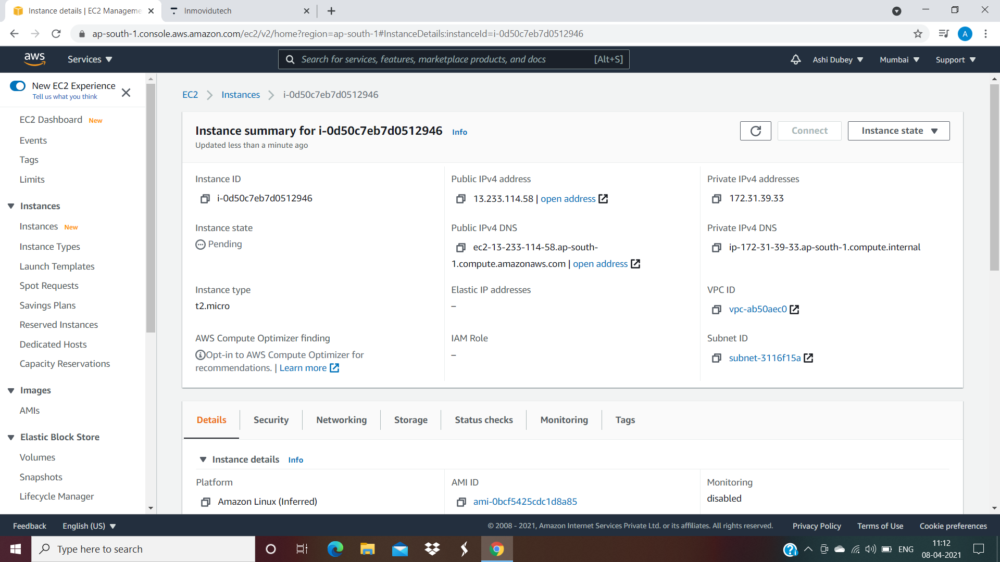 Instance details | EC2 Manageme
Inmovidutech
ap-south-1.console.aws.amazon.com/ec2/v2/home?region=ap-south-1#InstanceDetails:instanceId=i-0d50c7eb7d0512946
A
aws
Services
Search for services, features, marketplace products, and docs
[Alt+S]
Ashi Dubey
Mumbai
Support
New EC2 Experience
Tell us what you think
EC2 Dashboard New
Events
Tags
Limits
Instances
Instances New
Instance Types
Launch Templates
Spot Requests
Savings Plans
Reserved Instances
Dedicated Hosts
Capacity Reservations
Images
AMIs
Elastic Block Store
Volumes
Snapshots
Lifecycle Manager
EC2
Instances
i-0d50c7eb7d0512946
Instance summary for i-0d50c7eb7d0512946 Info
Updated less than a minute ago
Connect
Instance state
Instance ID
i-0d50c7eb7d0512946
Public IPv4 address
13.233.114.58 | open address
Private IPv4 addresses
172.31.39.33
Instance state
Pending
Public IPv4 DNS
ec2-13-233-114-58.ap-south-
1.compute.amazonaws.com | open address
Private IPv4 DNS
ip-172-31-39-33.ap-south-1.compute.internal
Instance type
t2.micro
Elastic IP addresses
–
VPC ID
vpc-ab50aec0
AWS Compute Optimizer finding
Opt-in to AWS Compute Optimizer for
recommendations. | Learn more
IAM Role
–
Subnet ID
subnet-3116f15a
Details
Security
Networking
Storage
Status checks
Monitoring
Tags
Instance details Info
Platform
Amazon Linux (Inferred)
AMI ID
ami-0bcf5425cdc1d8a85
Monitoring
disabled
Feedback
English (US)
© 2008 - 2021, Amazon Internet Services Private Ltd. or its affiliates. All rights reserved.
Privacy Policy
Terms of Use
Cookie preferences
Type here to search
ENG
11:12
08-04-2021